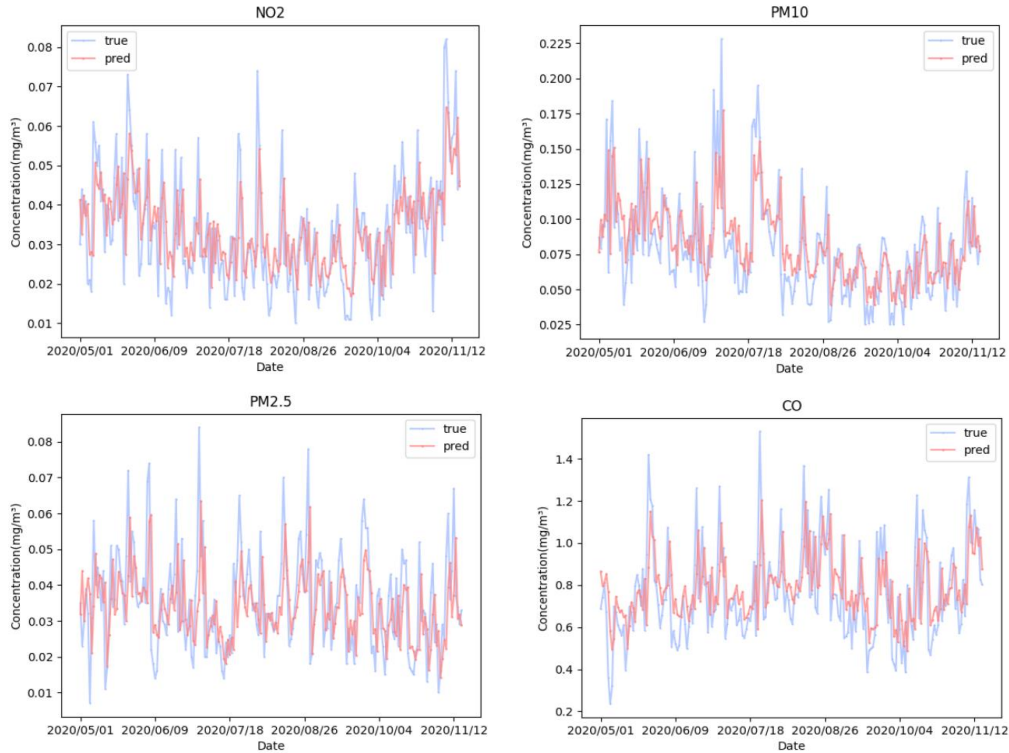 NO2
true
pred
Concentration(mg/m³)
0.08
0.07
0.06
0.05
0.04
0.03
0.02
0.01
2020/05/01 2020/06/09 2020/07/18 2020/08/26 2020/10/04 2020/11/12
Date
PM10
true
pred
Concentration(mg/m³)
0.225
0.200
0.175
0.150
0.125
0.100
0.075
0.050
0.025
2020/05/01 2020/06/09 2020/07/18 2020/08/26 2020/10/04 2020/11/12
Date
PM2.5
true
pred
Concentration(mg/m³)
0.08
0.07
0.06
0.05
0.04
0.03
0.02
0.01
2020/05/01 2020/06/09 2020/07/18 2020/08/26 2020/10/04 2020/11/12
Date
CO
true
pred
Concentration(mg/m³)
1.4
1.2
1.0
0.8
0.6
0.4
0.2
2020/05/01 2020/06/09 2020/07/18 2020/08/26 2020/10/04 2020/11/12
Date